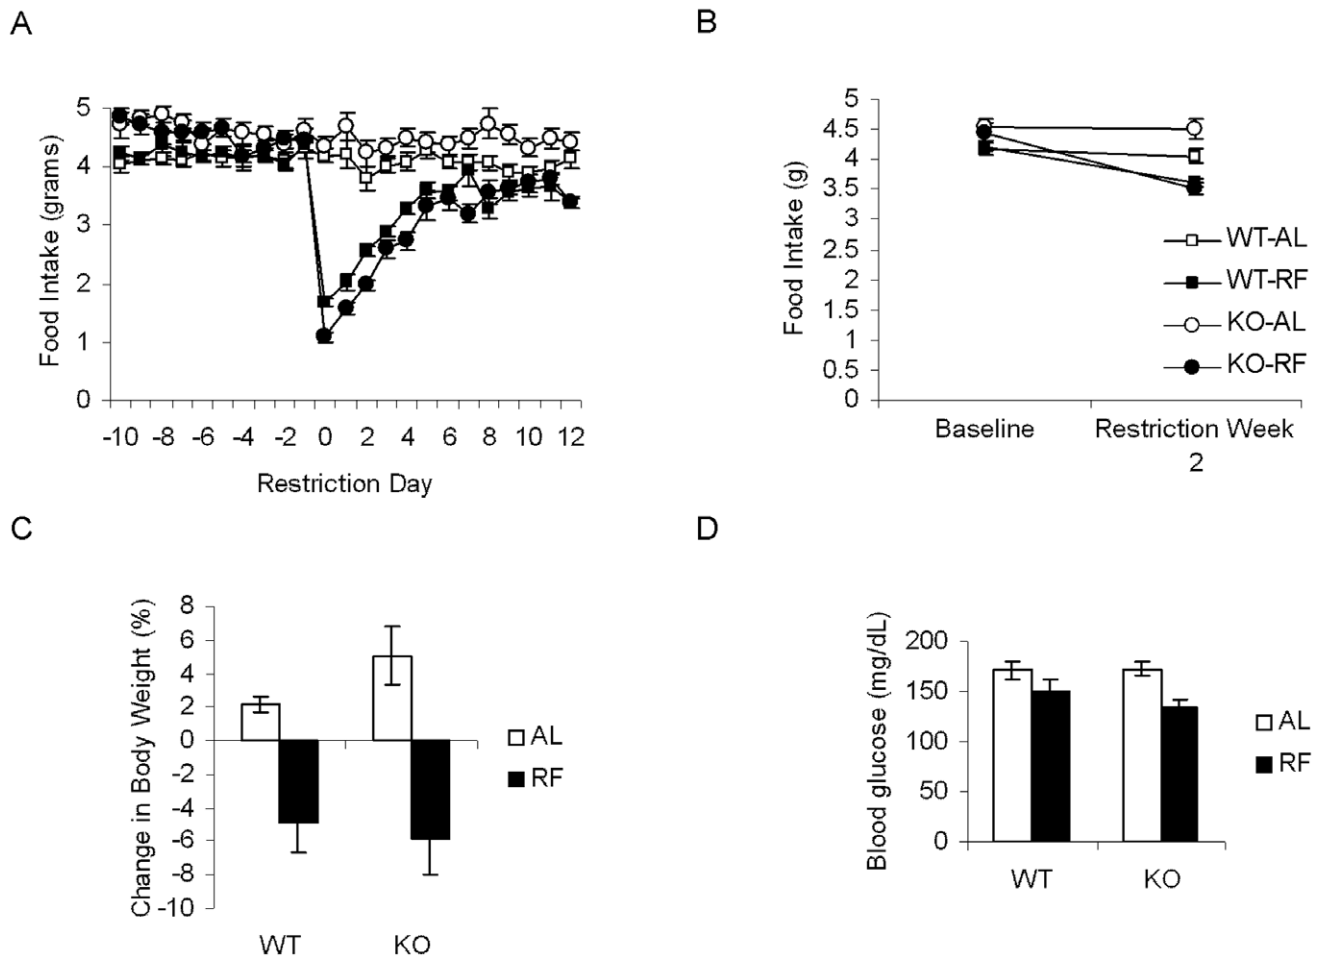 A
B
Food Intake (grams)
5
4
3
2
1
0
-10 -8 -6 -4 -2 0 2 4 6 8 10 12
Restriction Day
Food Intake (g)
5
4.5
4
3.5
3
2.5
2
1.5
1
0.5
0
WT-AL
WT-RF
KO-AL
KO-RF
Baseline
Restriction Week
2
C
D
Change in Body Weight (%)
8
6
4
2
0
-2
-4
-6
-8
-10
AL
RF
WT KO
Blood glucose (mg/dL)
200
150
100
50
0
AL
RF
WT KO